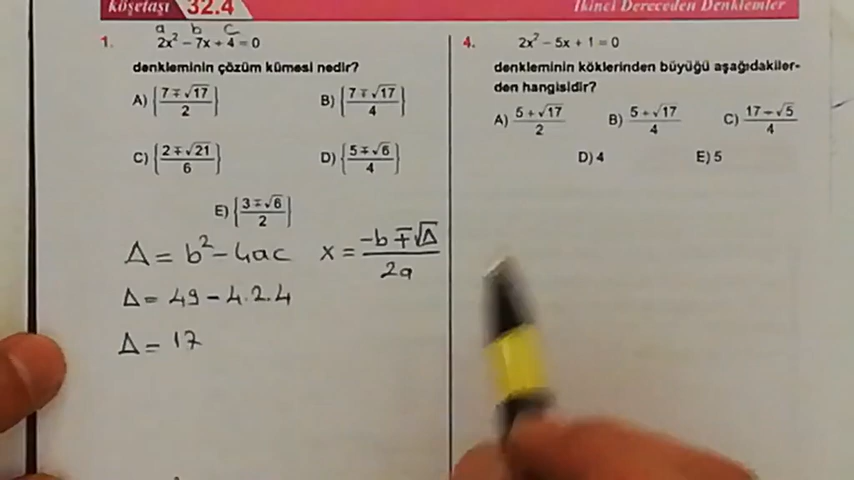 köşetaşı 32.4
İkinci Dereceden Denklemler
a b c
1. 2x² − 7x + 4 = 0
denkleminin çözüm kümesi nedir?
A) {(7 ∓ √17)/2} B) {(7 ∓ √17)/4}
C) {(2 ∓ √21)/6} D) {(5 ∓ √6)/4}
E) {(3 ∓ √6)/2}
Δ = b² − 4ac x = (−b ∓ √Δ)/2a
Δ = 49 − 4.2.4
Δ = 17
4. 2x² − 5x + 1 = 0
denkleminin köklerinden büyüğü aşağıdakiler-
den hangisidir?
A) (5 + √17)/2 B) (5 + √17)/4 C) (17 − √5)/4
D) 4 E) 5